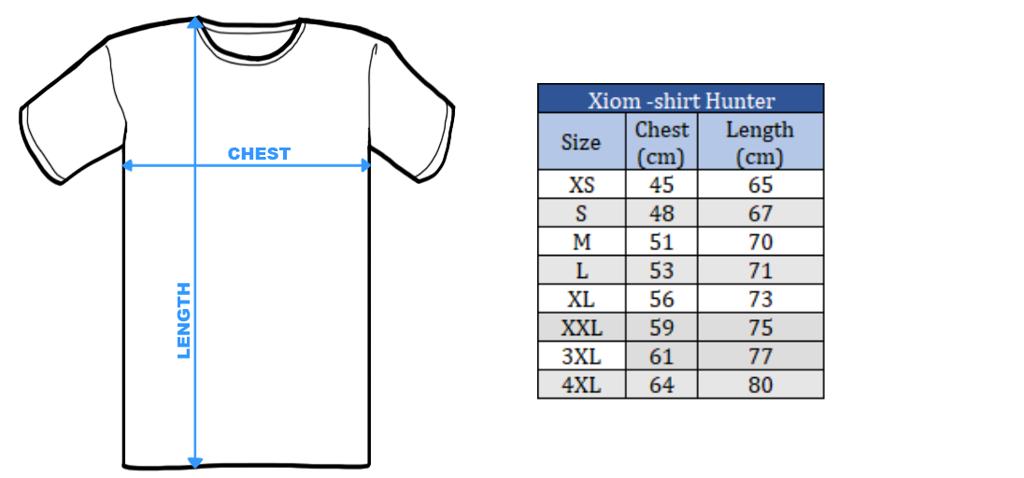 CHEST
LENGTH
Xiom -shirt Hunter
Size Chest (cm) Length (cm)
XS 45 65
S 48 67
M 51 70
L 53 71
XL 56 73
XXL 59 75
3XL 61 77
4XL 64 80